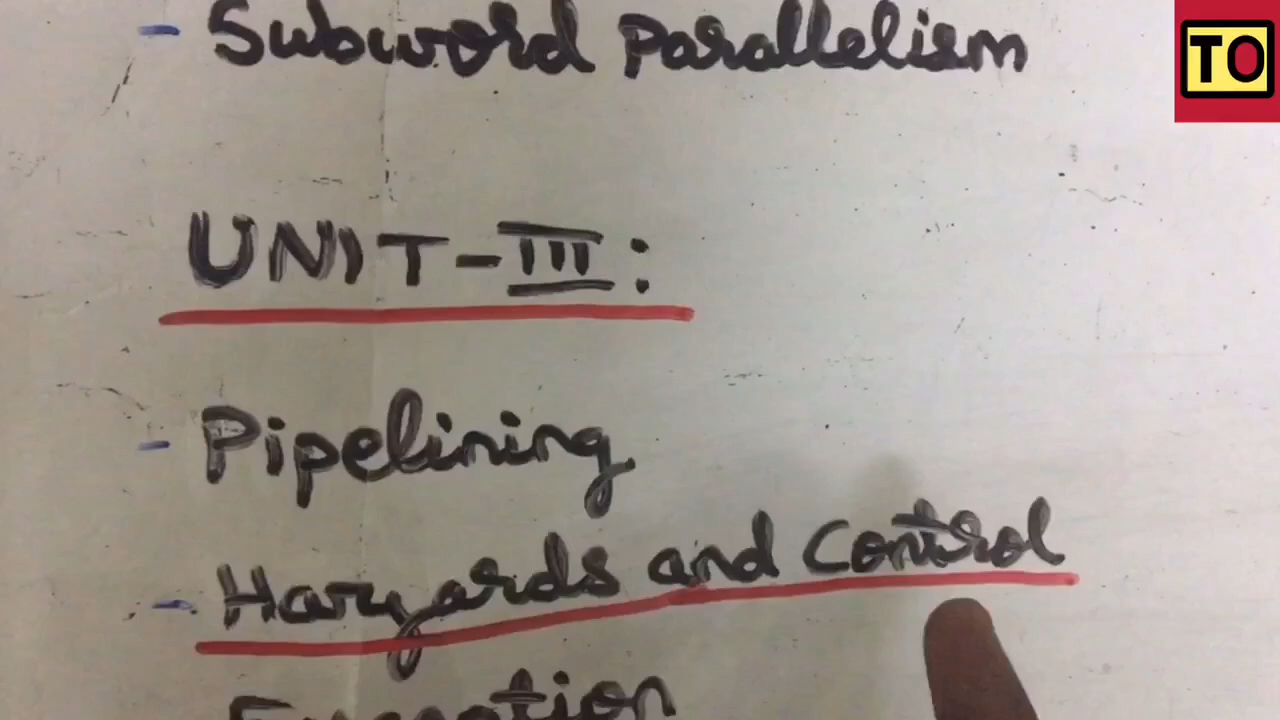 - Subword Parallelism
TO
UNIT-III:
- Pipelining
- Hazards and Control